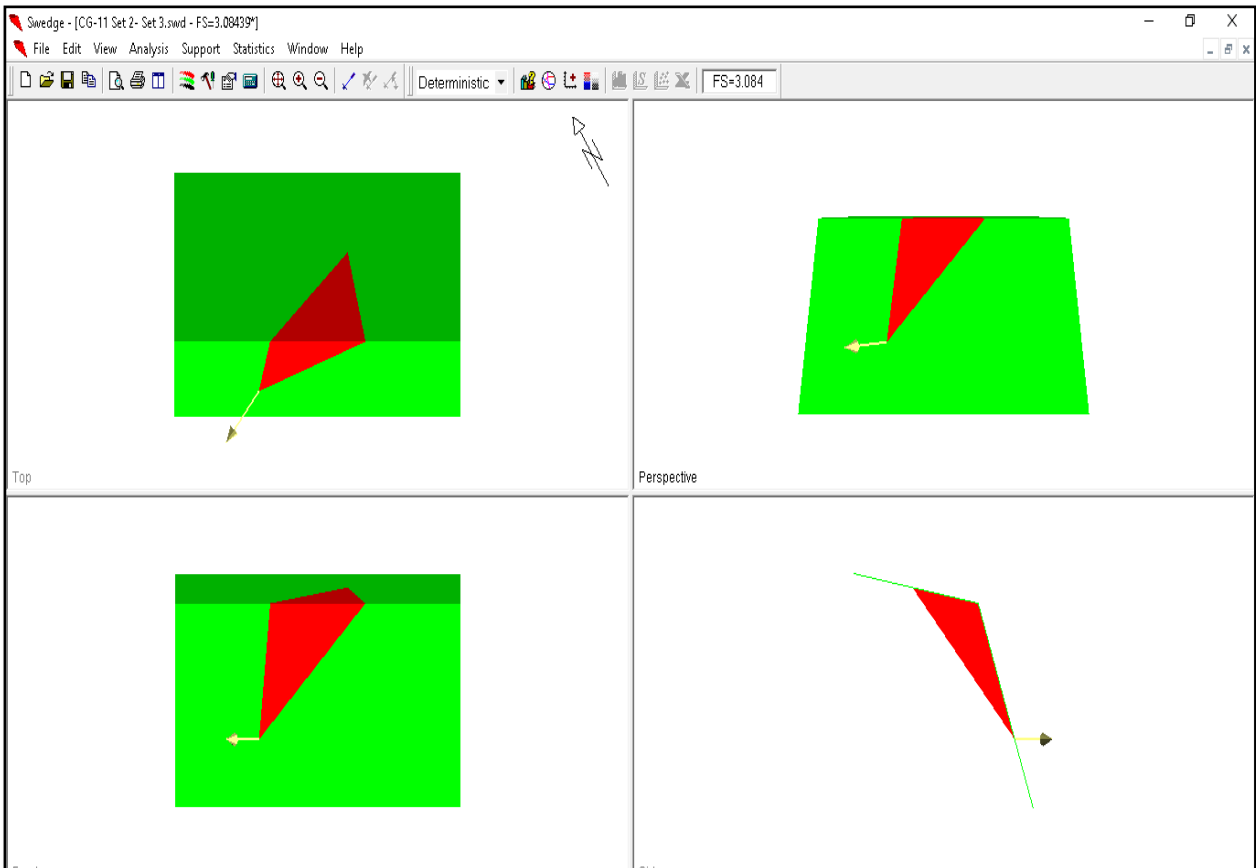 Swedge - [CG-11 Set 2- Set 3.swd - FS=3.08439*]
File Edit View Analysis Support Statistics Window Help
Deterministic FS=3.084
N
Top
Perspective